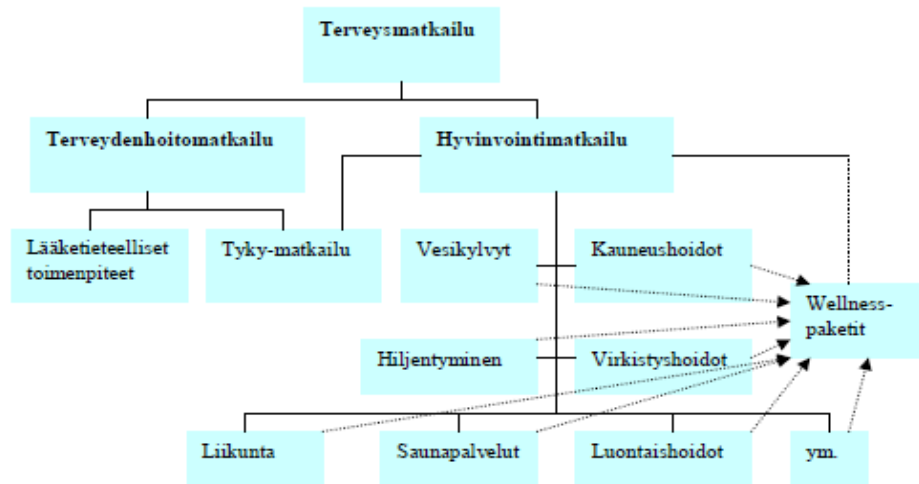 Terveysmatkailu
Terveydenhoitomatkailu
Hyvinvointimatkailu
Lääketieteelliset
toimenpiteet
Tyky-matkailu
Vesikylvyt
Kauneushoidot
Wellness-
paketit
Hiljentyminen
Virkistyshoidot
Liikunta
Saunapalvelut
Luontaishoidot
ym.